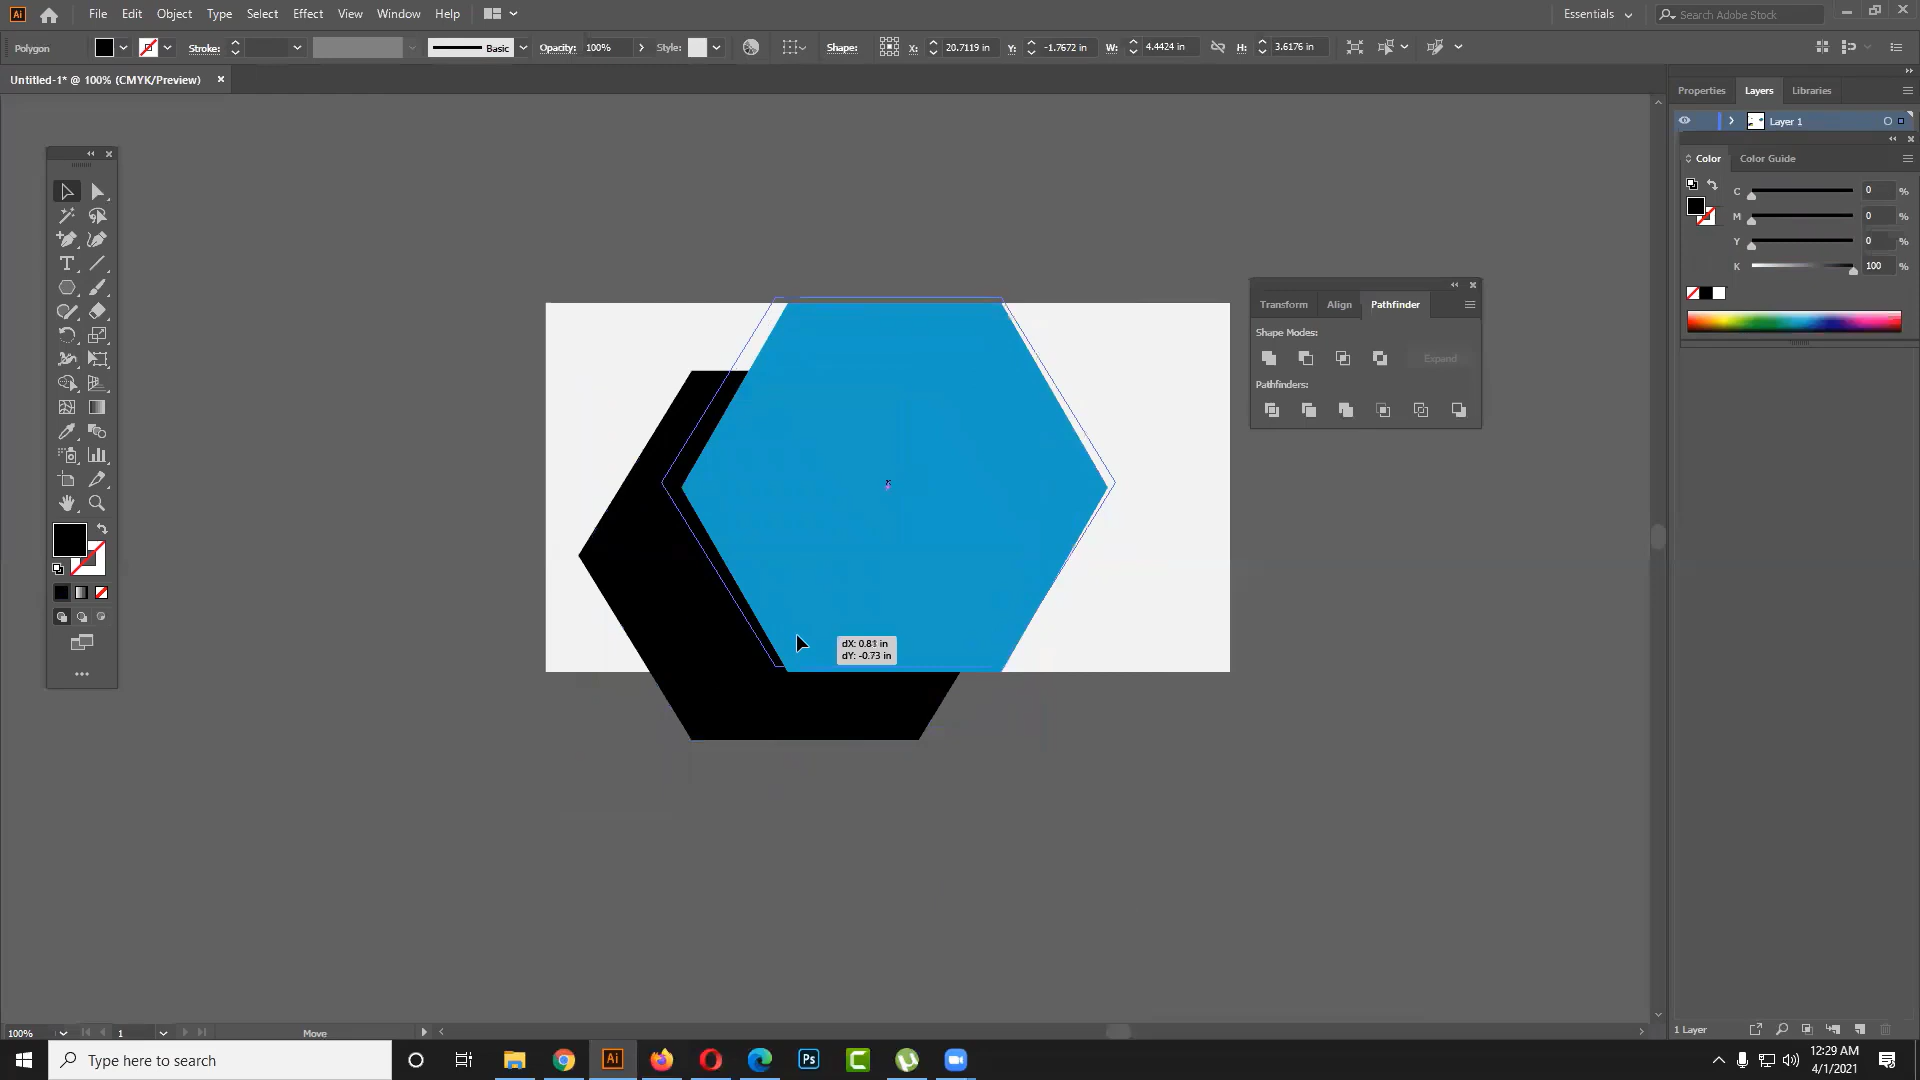 Ai File Edit Object Type Select Effect View Window Help Essentials Search Adobe Stock
Polygon Stroke: Basic Opacity: 100% Style: Shape: X: 20.7119 in Y: -1.7672 in W: 4.4424 in H: 3.6176 in
Untitled-1* @ 100% (CMYK/Preview)
Properties Layers Libraries
Layer 1
Color Color Guide
C 0 %
M 0 %
Y 0 %
K 100 %
Transform Align Pathfinder
Shape Modes:
Expand
Pathfinders:
T
dX: 0.81 in
dY: -0.73 in
100% 1 Move
1 Layer
Type here to search
Ai Ps C
12:29 AM
4/1/2021